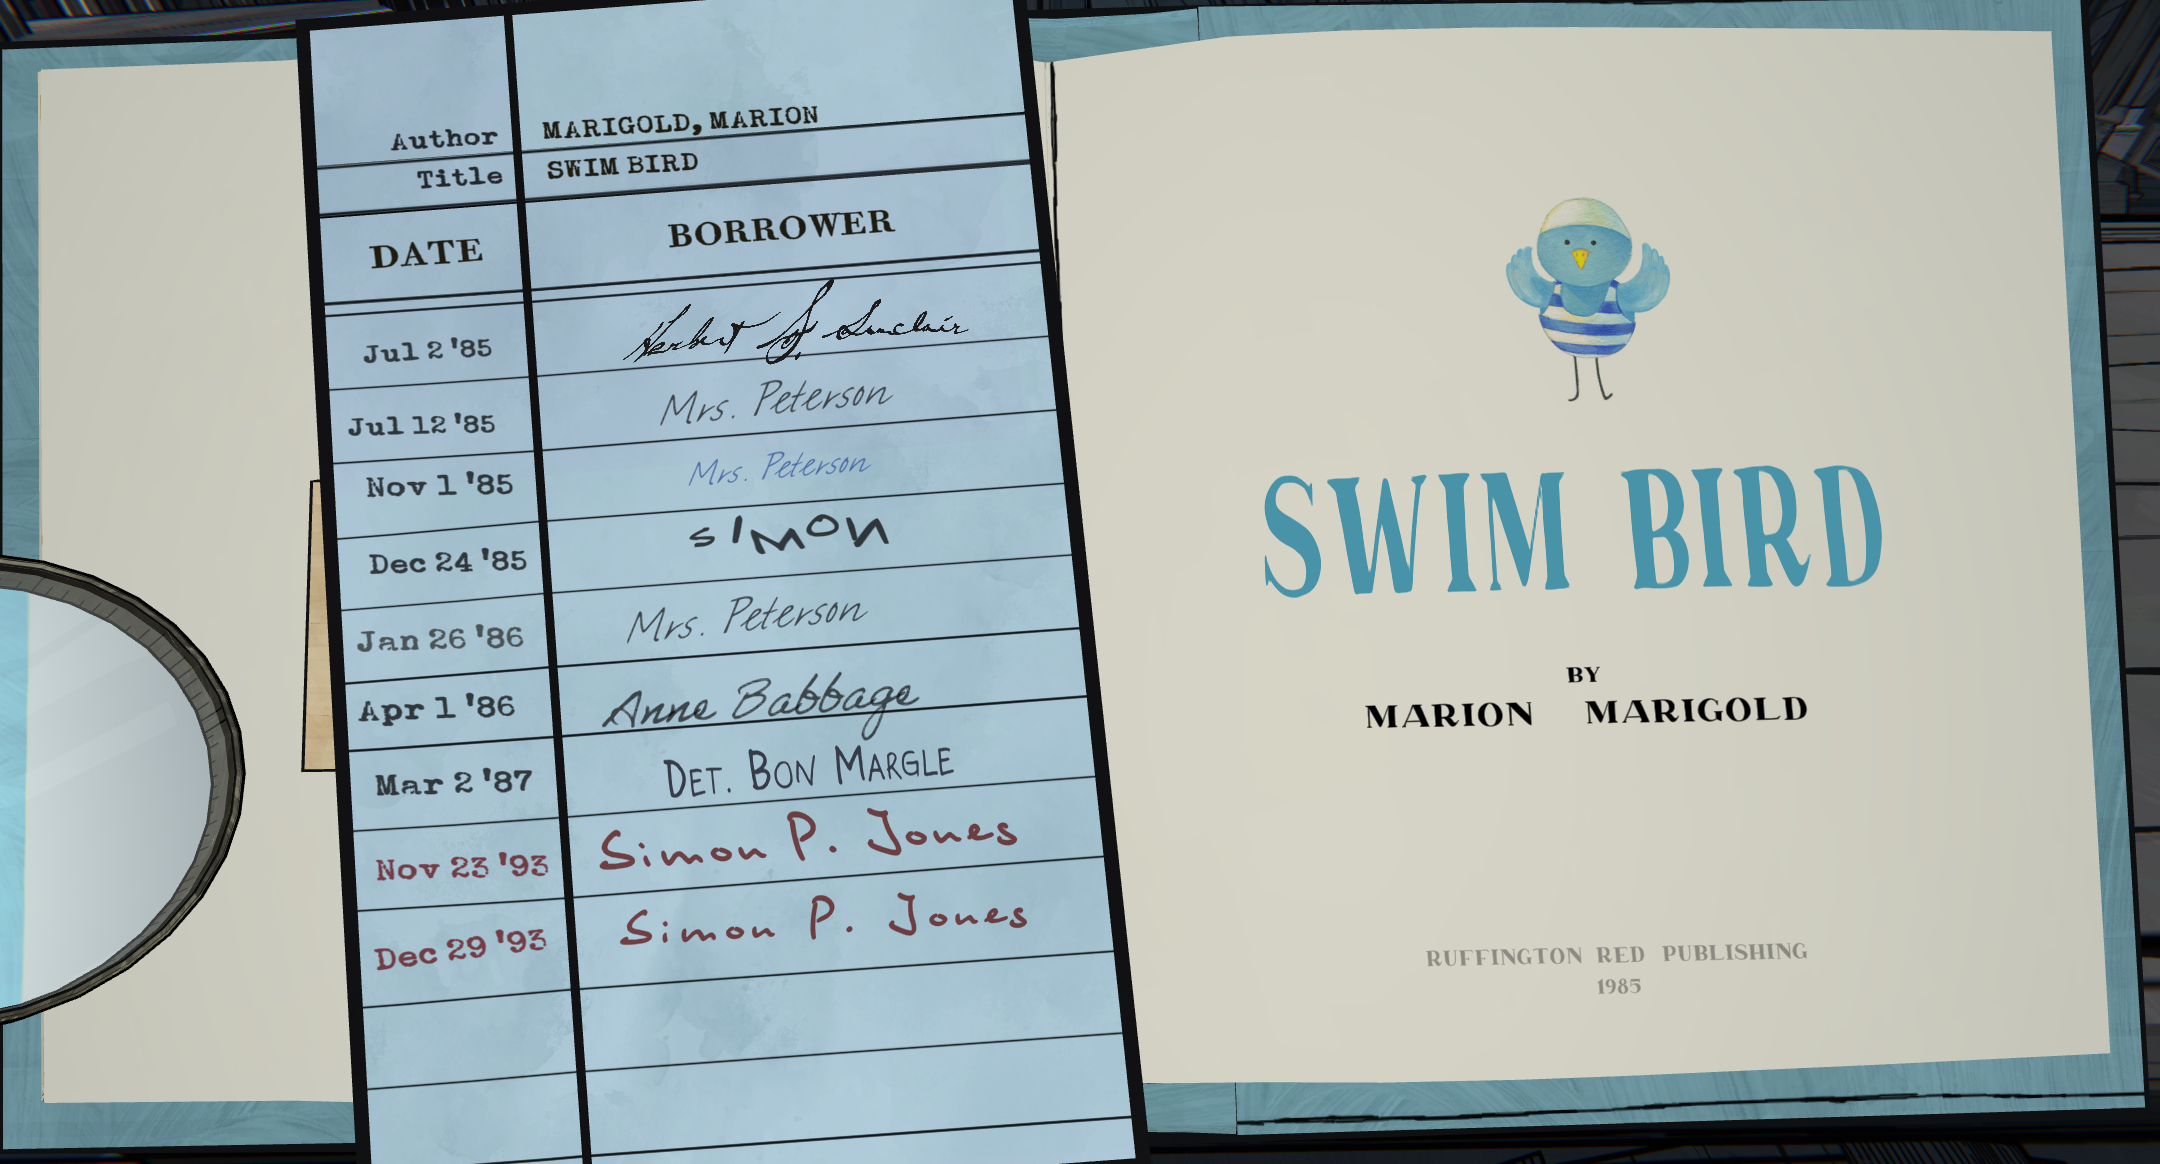 Author MARIGOLD, MARION
Title SWIM BIRD
DATE BORROWER
Jul 2 '85 Herbert S. Sinclair
Jul 12 '85 Mrs. Peterson
Nov 1 '85 Mrs. Peterson
Dec 24 '85 SIMON
Jan 26 '86 Mrs. Peterson
Apr 1 '86 Anne Babbage
Mar 2 '87 DET. BON MARGLE
Nov 23 '93 Simon P. Jones
Dec 29 '93 Simon P. Jones
SWIM BIRD
BY
MARION MARIGOLD
RUFFINGTON RED PUBLISHING
1985